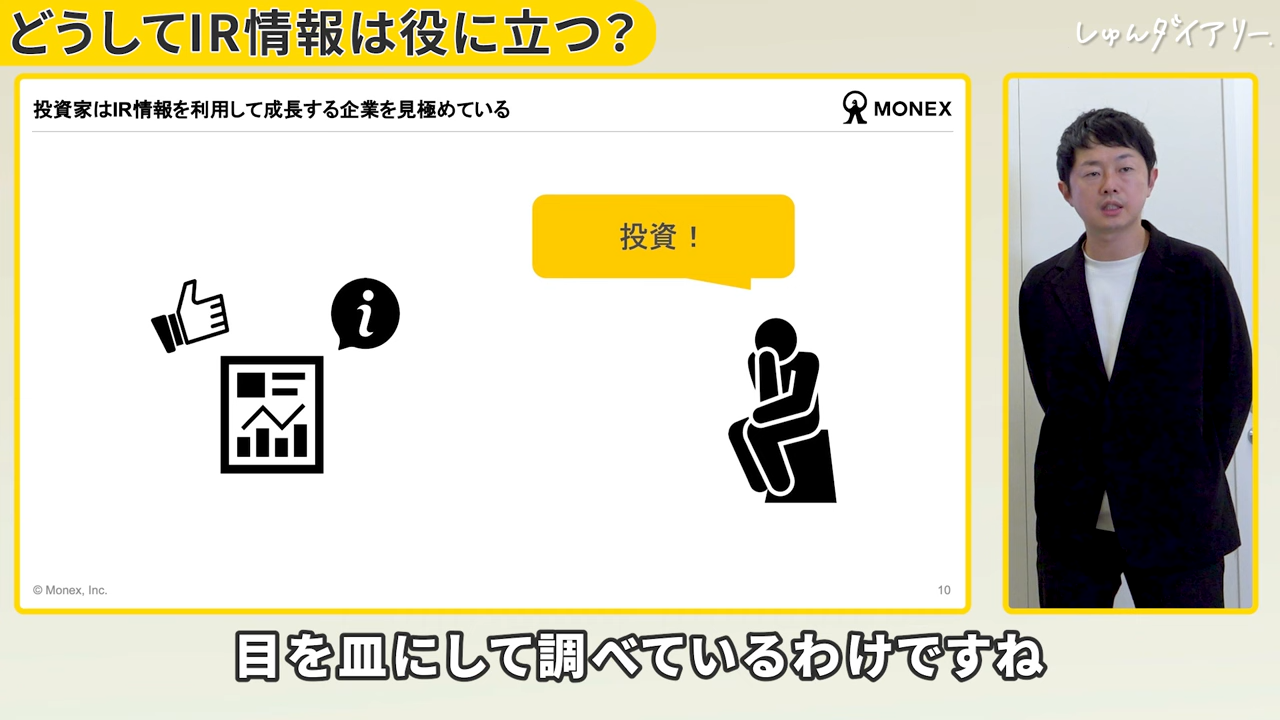 どうしてIR情報は役に立つ？
しゅんダイアリー.
投資家はIR情報を利用して成長する企業を見極めている
MONEX
投資！
i
© Monex, Inc.
10
目を皿にして調べているわけですね